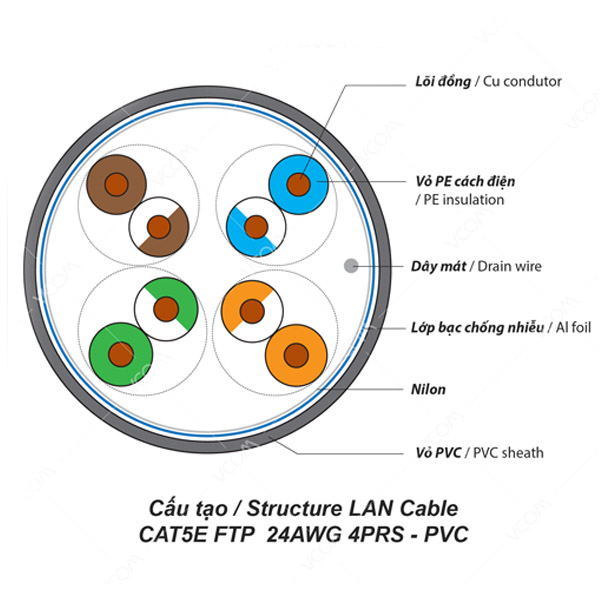 Lõi đồng / Cu condutor
Vỏ PE cách điện
/ PE insulation
Dây mát / Drain wire
Lớp bạc chống nhiễu / Al foil
Nilon
Vỏ PVC / PVC sheath
Cấu tạo / Structure LAN Cable
CAT5E FTP 24AWG 4PRS - PVC
VCOM